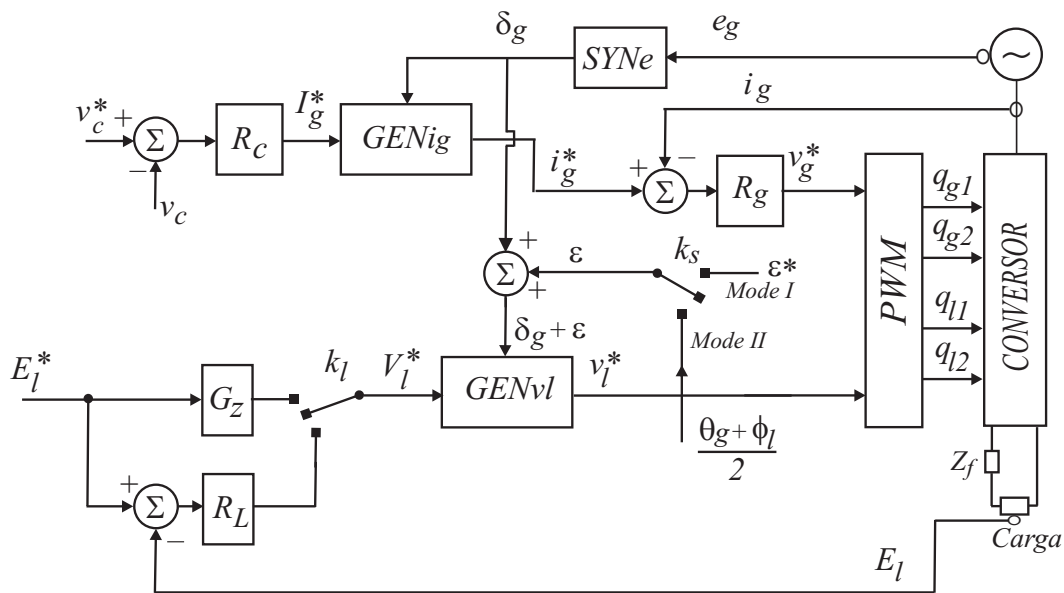 δg
SYNe
eg
~
ig
vc* +
Σ
−
vc
Rc
Ig*
GENig
ig*
+
−
Σ
Rg
vg*
PWM
qg1
qg2
ql1
ql2
CONVERSOR
+
Σ
+
ε
ks
ε*
Mode I
Mode II
δg + ε
El*
Gz
kl
Vl*
GENvl
vl*
θg + ϕl
2
Zf
+
Σ
−
RL
Carga
El